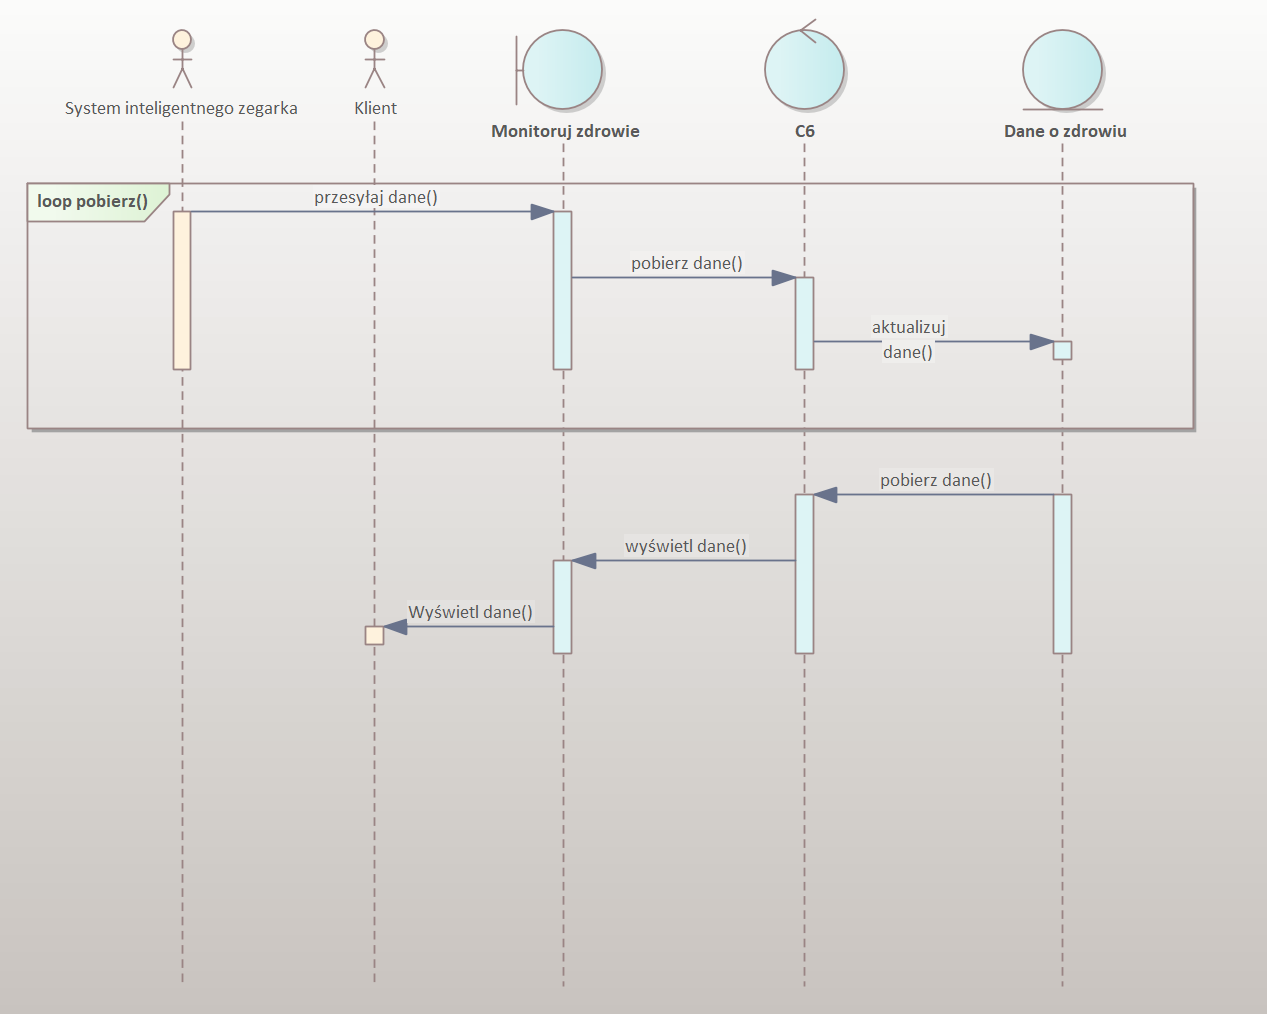 System inteligentnego zegarka
Klient
Monitoruj zdrowie
C6
Dane o zdrowiu
loop pobierz()
przesyłaj dane()
pobierz dane()
aktualizuj
dane()
pobierz dane()
wyświetl dane()
Wyświetl dane()